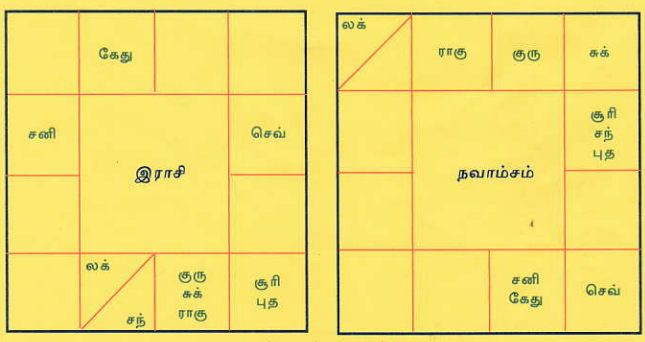 கேது
சனி
செவ்
இராசி
லக்
சந்
குரு
சுக்
ராகு
சூரி
புத
லக்
ராகு
குரு
சுக்
சூரி
சந்
புத
நவாம்சம்
சனி
கேது
செவ்